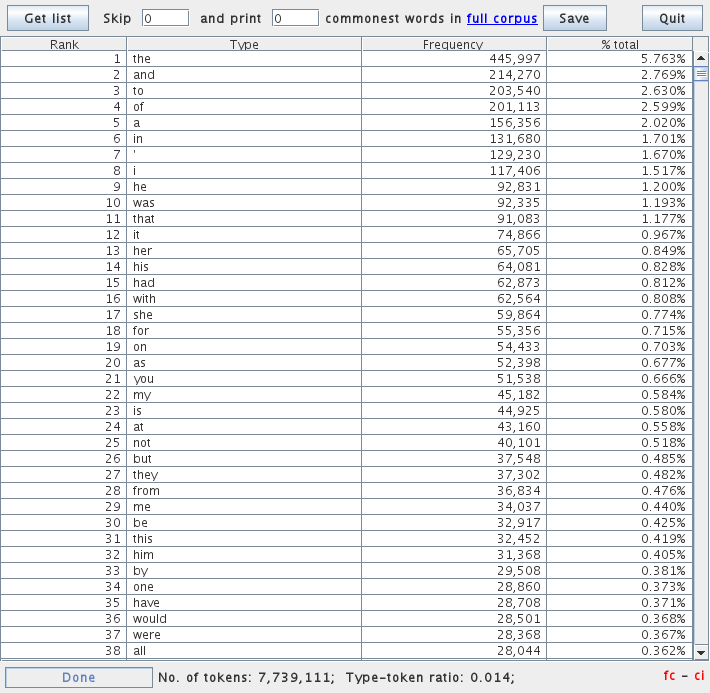 Get list Skip 0 and print 0 commonest words in full corpus Save Quit
Rank Type Frequency % total
1 the 445,997 5.763%
2 and 214,270 2.769%
3 to 203,540 2.630%
4 of 201,113 2.599%
5 a 156,356 2.020%
6 in 131,680 1.701%
7 ' 129,230 1.670%
8 i 117,406 1.517%
9 he 92,831 1.200%
10 was 92,335 1.193%
11 that 91,083 1.177%
12 it 74,866 0.967%
13 her 65,705 0.849%
14 his 64,081 0.828%
15 had 62,873 0.812%
16 with 62,564 0.808%
17 she 59,864 0.774%
18 for 55,356 0.715%
19 on 54,433 0.703%
20 as 52,398 0.677%
21 you 51,538 0.666%
22 my 45,182 0.584%
23 is 44,925 0.580%
24 at 43,160 0.558%
25 not 40,101 0.518%
26 but 37,548 0.485%
27 they 37,302 0.482%
28 from 36,834 0.476%
29 me 34,037 0.440%
30 be 32,917 0.425%
31 this 32,452 0.419%
32 him 31,368 0.405%
33 by 29,508 0.381%
34 one 28,860 0.373%
35 have 28,708 0.371%
36 would 28,501 0.368%
37 were 28,368 0.367%
38 all 28,044 0.362%
Done No. of tokens: 7,739,111; Type-token ratio: 0.014; fc - ci